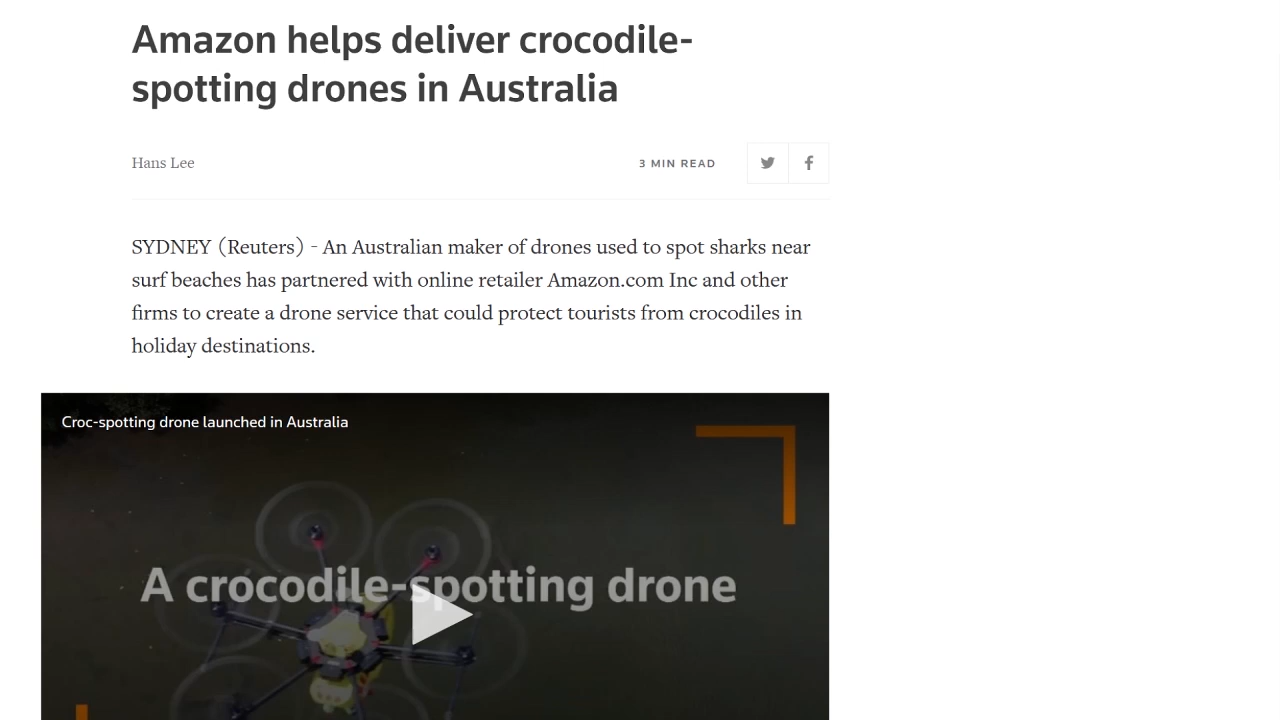 Amazon helps deliver crocodile-
spotting drones in Australia
Hans Lee
3 MIN READ
SYDNEY (Reuters) - An Australian maker of drones used to spot sharks near
surf beaches has partnered with online retailer Amazon.com Inc and other
firms to create a drone service that could protect tourists from crocodiles in
holiday destinations.
Croc-spotting drone launched in Australia
A crocodile-spotting drone